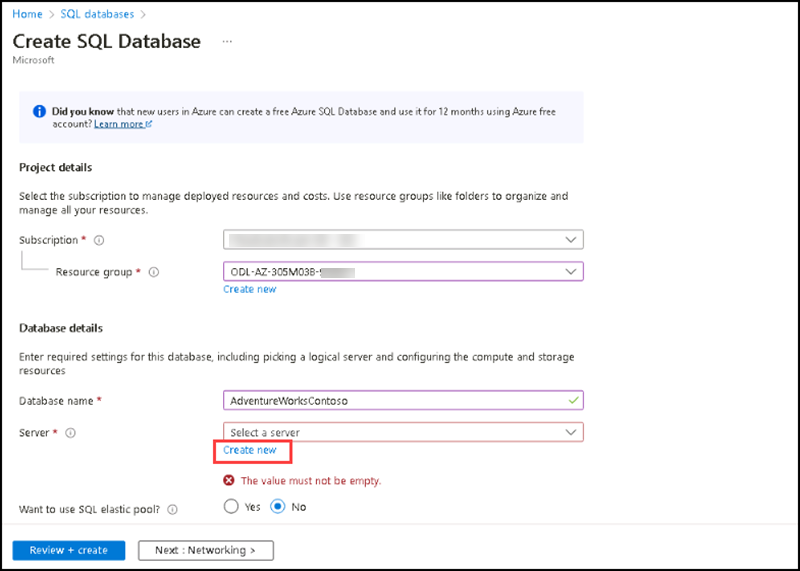 Home > SQL databases >
Create SQL Database ...
Microsoft
Did you know that new users in Azure can create a free Azure SQL Database and use it for 12 months using Azure free
account? Learn more
Project details
Select the subscription to manage deployed resources and costs. Use resource groups like folders to organize and
manage all your resources.
Subscription *
Resource group * ODL-AZ-305M03B-
Create new
Database details
Enter required settings for this database, including picking a logical server and configuring the compute and storage
resources
Database name * AdventureWorksContoso
Server * Select a server
Create new
The value must not be empty.
Want to use SQL elastic pool? Yes No
Review + create Next : Networking >